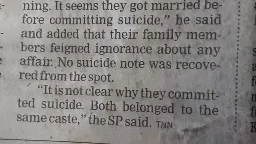 ning. It seems they got married be-
fore committing suicide," he said
and added that their family mem-
bers feigned ignorance about any
affair. No suicide note was recove-
red from the spot.
"It is not clear why they commit-
ted suicide. Both belonged to the
same caste," the SP said. TNN